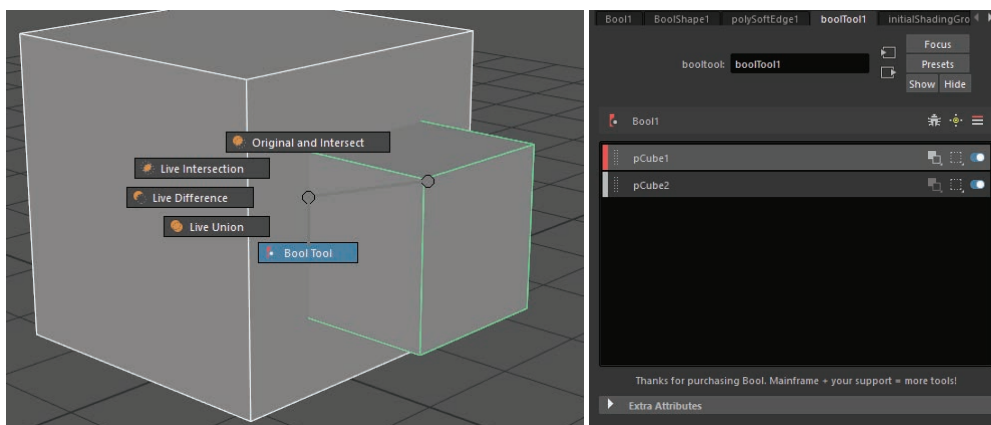 Original and Intersect
Live Intersection
Live Difference
Live Union
Bool Tool
Bool1 BoolShape1 polySoftEdge1 boolTool1 initialShadingGro
booltool: boolTool1
Focus
Presets
Show Hide
Bool1
pCube1
pCube2
Thanks for purchasing Bool. Mainframe + your support = more tools!
Extra Attributes